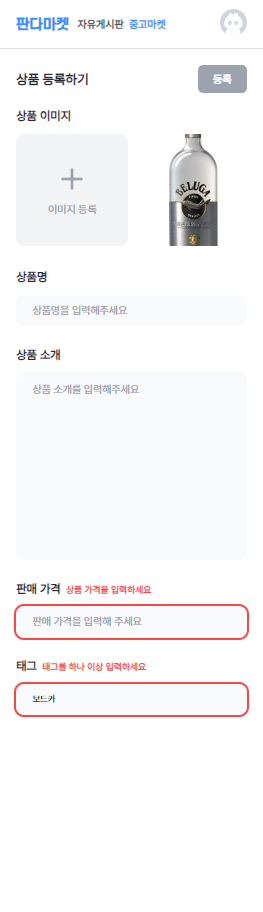 판다마켓 자유게시판 중고마켓
상품 등록하기
등록
상품 이미지
이미지 등록
BELUGA
상품명
상품명을 입력해주세요
상품 소개
상품 소개를 입력해주세요
판매 가격 상품 가격을 입력하세요
판매 가격을 입력해 주세요
태그 태그를 하나 이상 입력하세요
보드카